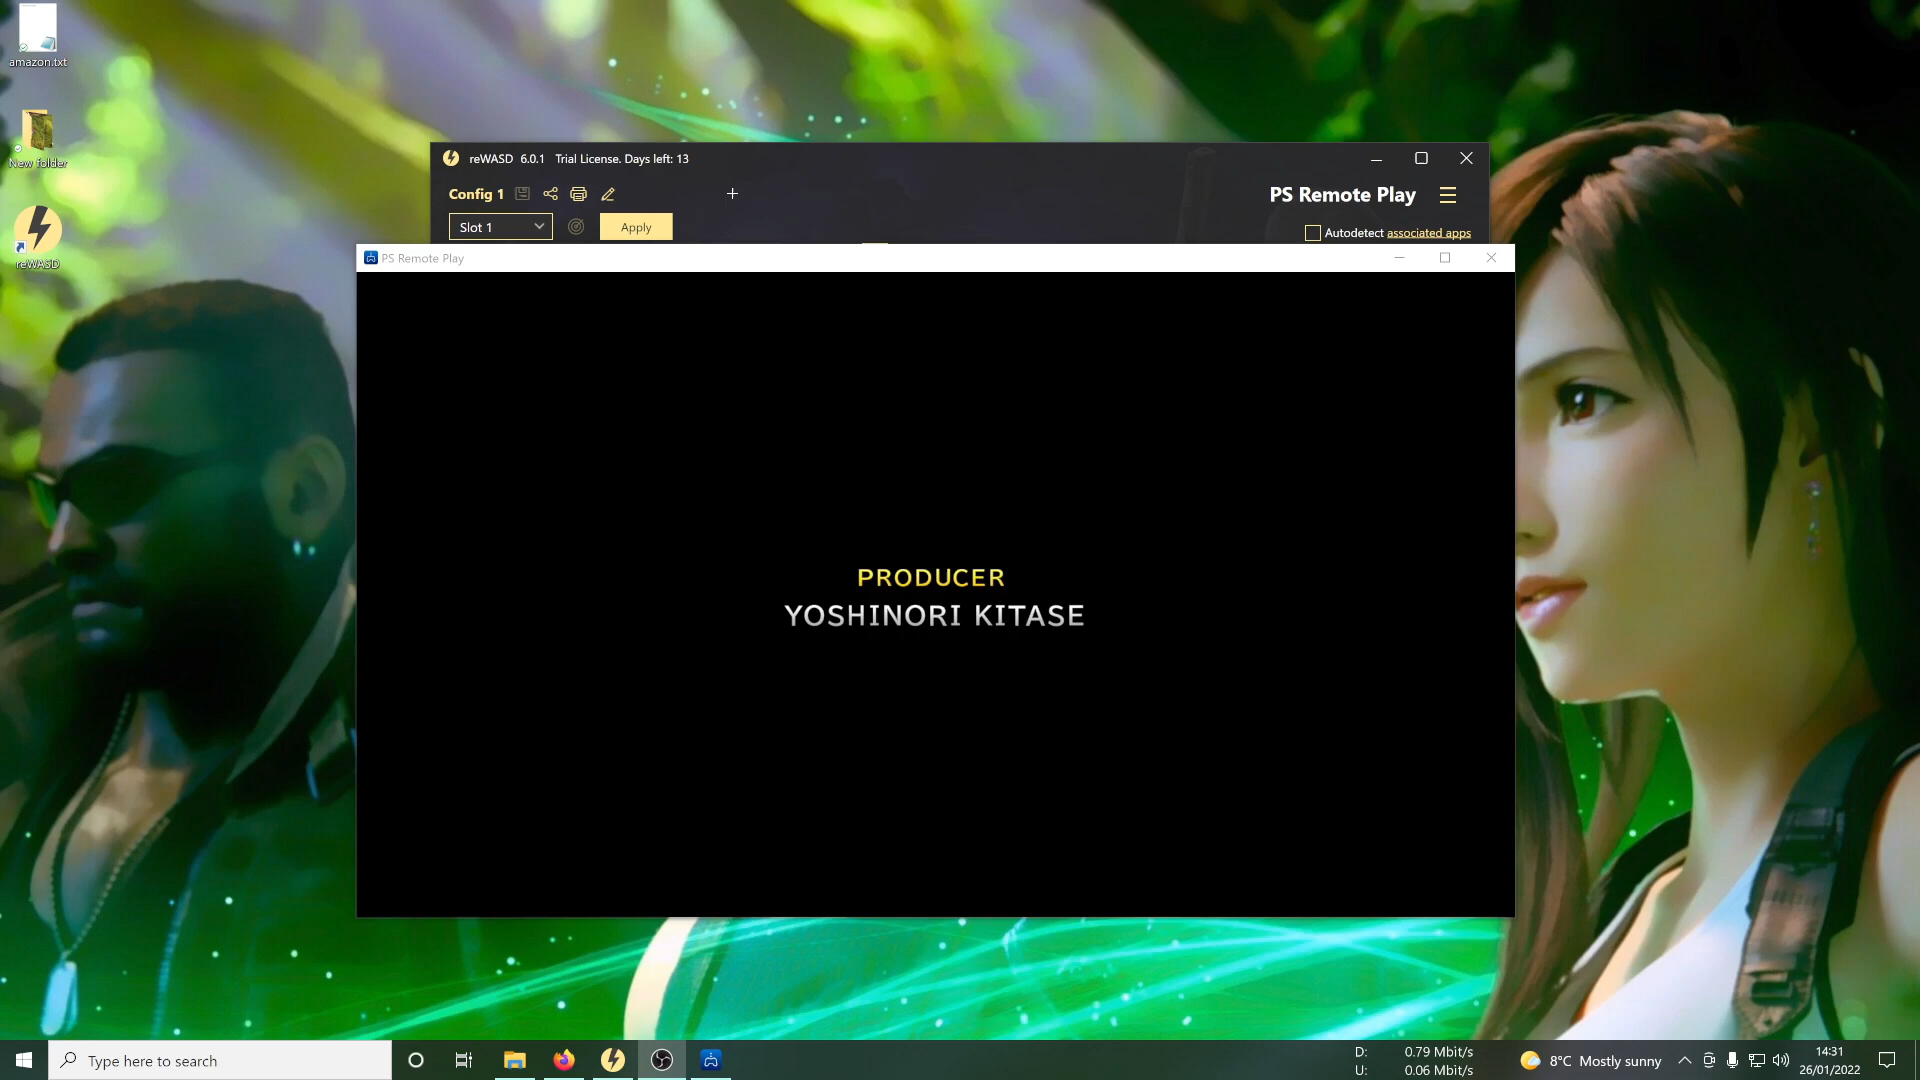 amazon.txt
New folder
reWASD
reWASD 6.0.1 Trial License. Days left: 13
Config 1
PS Remote Play
Slot 1
Apply
Autodetect associated apps
PS Remote Play
PRODUCER
YOSHINORI KITASE
Type here to search
D: 0.79 Mbit/s
U: 0.06 Mbit/s
8°C Mostly sunny
14:31
26/01/2022